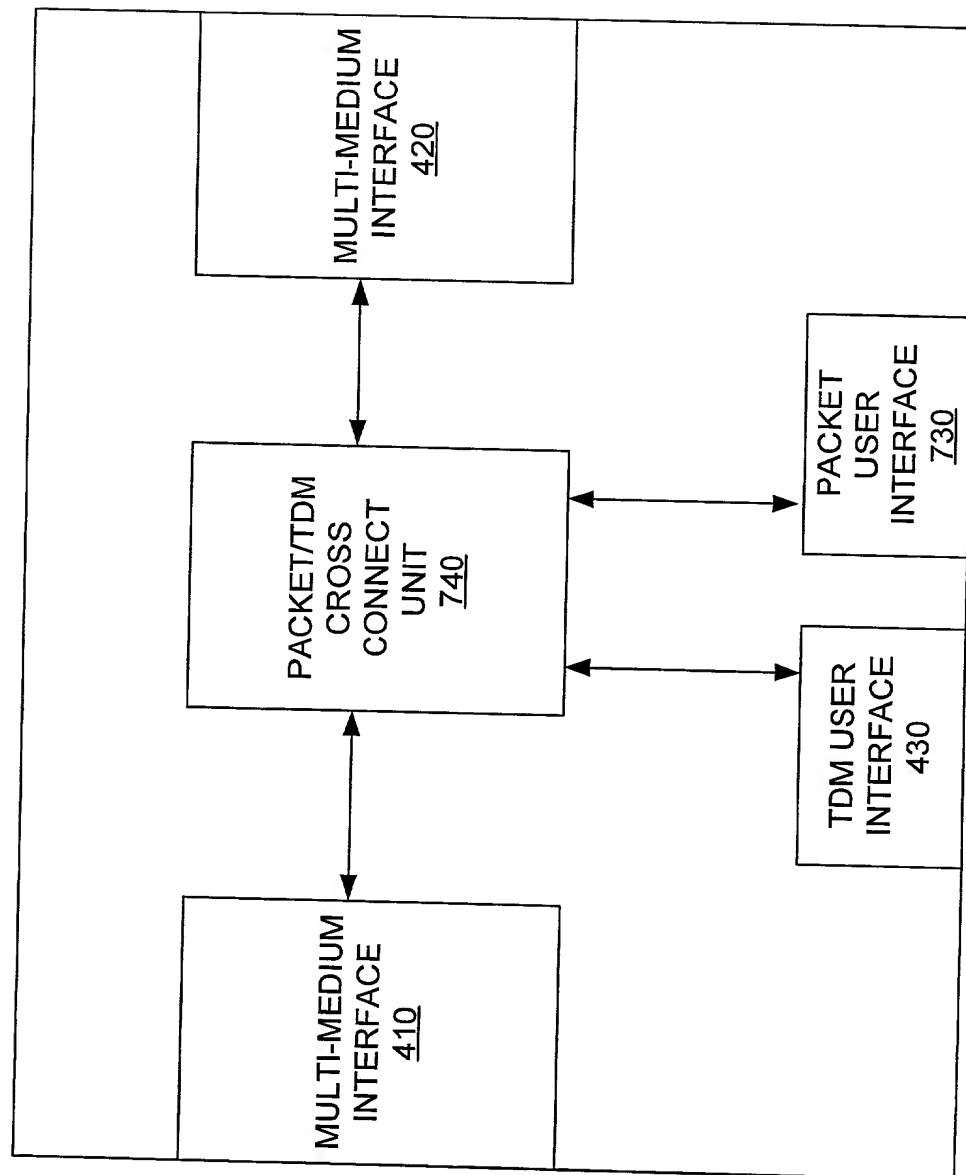 MULTI-MEDIUM
INTERFACE
410
PACKET/TDM
CROSS
CONNECT
UNIT
740
MULTI-MEDIUM
INTERFACE
420
TDM USER
INTERFACE
430
PACKET
USER
INTERFACE
730